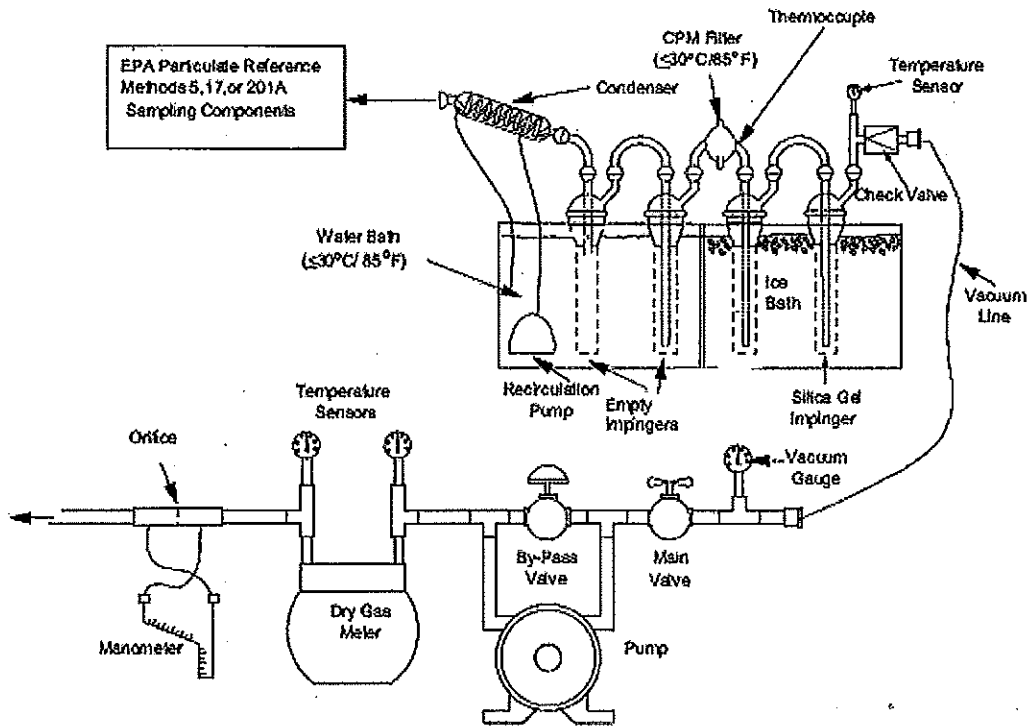 Thermocouple
CPM Filter
(≤30°C/85°F)
EPA Particulate Reference
Methods 5, 17, or 201A
Sampling Components
Condenser
Temperature
Sensor
Check Valve
Water Bath
(≤30°C/ 85°F)
Ice
Bath
Vacuum
Line
Recirculation
Pump
Empty
Impingers
Silica Gel
Impinger
Temperature
Sensors
Orifice
Vacuum
Gauge
By-Pass
Valve
Main
Valve
Dry Gas
Meter
Manometer
Pump